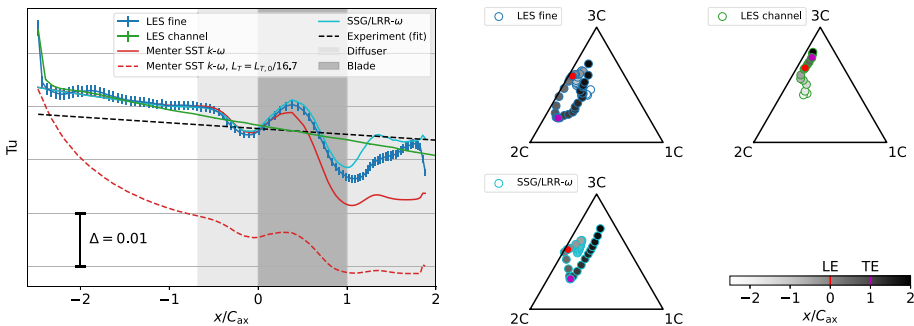 LES fine
LES channel
Menter SST k-ω
Menter SST k-ω, L_T = L_{T,0}/16.7
SSG/LRR-ω
Experiment (fit)
Diffuser
Blade
Tu
Δ = 0.01
−2 −1 0 1 2
x/C_ax
LES fine
3C
2C 1C
LES channel
3C
2C 1C
SSG/LRR-ω
3C
2C 1C
LE TE
−2 −1 0 1 2
x/C_ax